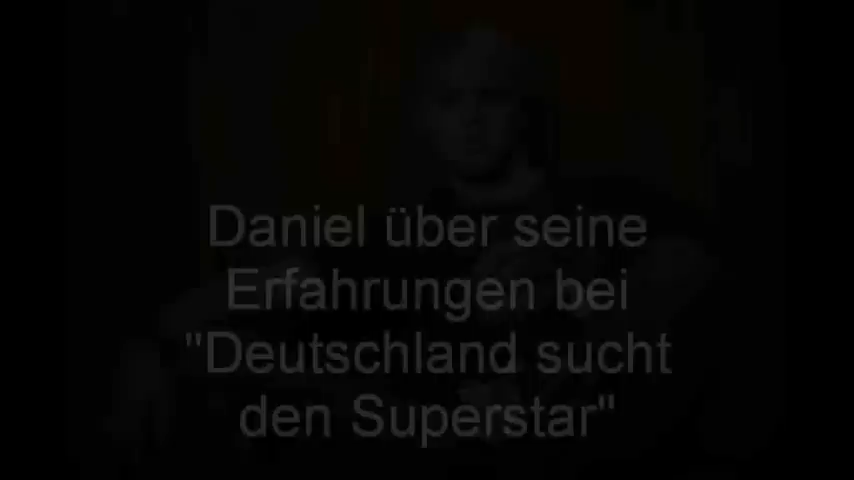 Daniel über seine
Erfahrungen bei
"Deutschland sucht
den Superstar"